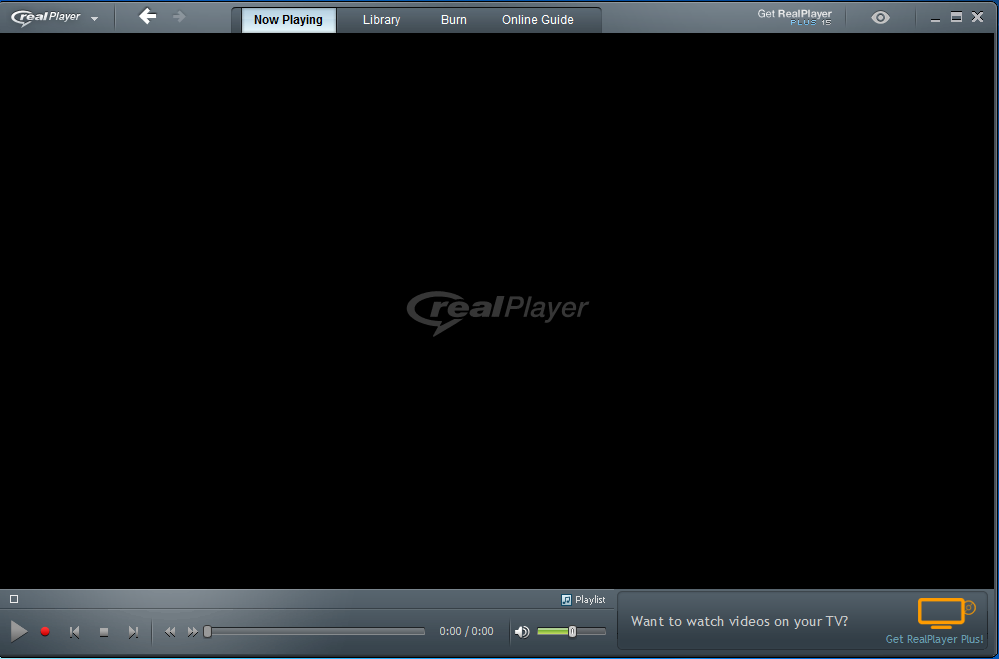 realPlayer
Now Playing
Library
Burn
Online Guide
Get RealPlayer
PLUS 15
realPlayer
Playlist
0:00 / 0:00
Want to watch videos on your TV?
Get RealPlayer Plus!